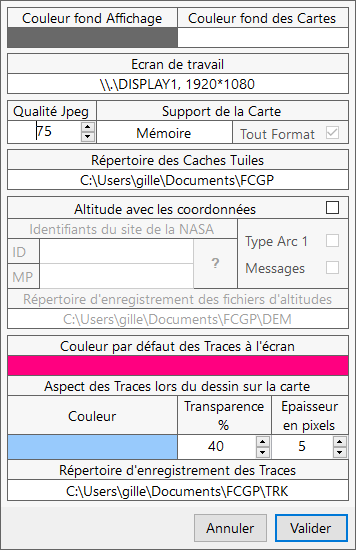 Couleur fond Affichage Couleur fond des Cartes
Ecran de travail
\\.\DISPLAY1, 1920*1080
Qualité Jpeg Support de la Carte
75 Mémoire Tout Format
Répertoire des Caches Tuiles
C:\Users\gille\Documents\FCGP
Altitude avec les coordonnées
Identifiants du site de la NASA
Type Arc 1
ID
?
MP
Messages
Répertoire d'enregistrement des fichiers d'altitudes
C:\Users\gille\Documents\FCGP\DEM
Couleur par défaut des Traces à l'écran
Aspect des Traces lors du dessin sur la carte
Couleur
Transparence
%
Epaisseur
en pixels
40 5
Répertoire d'enregistrement des Traces
C:\Users\gille\Documents\FCGP\TRK
Annuler Valider